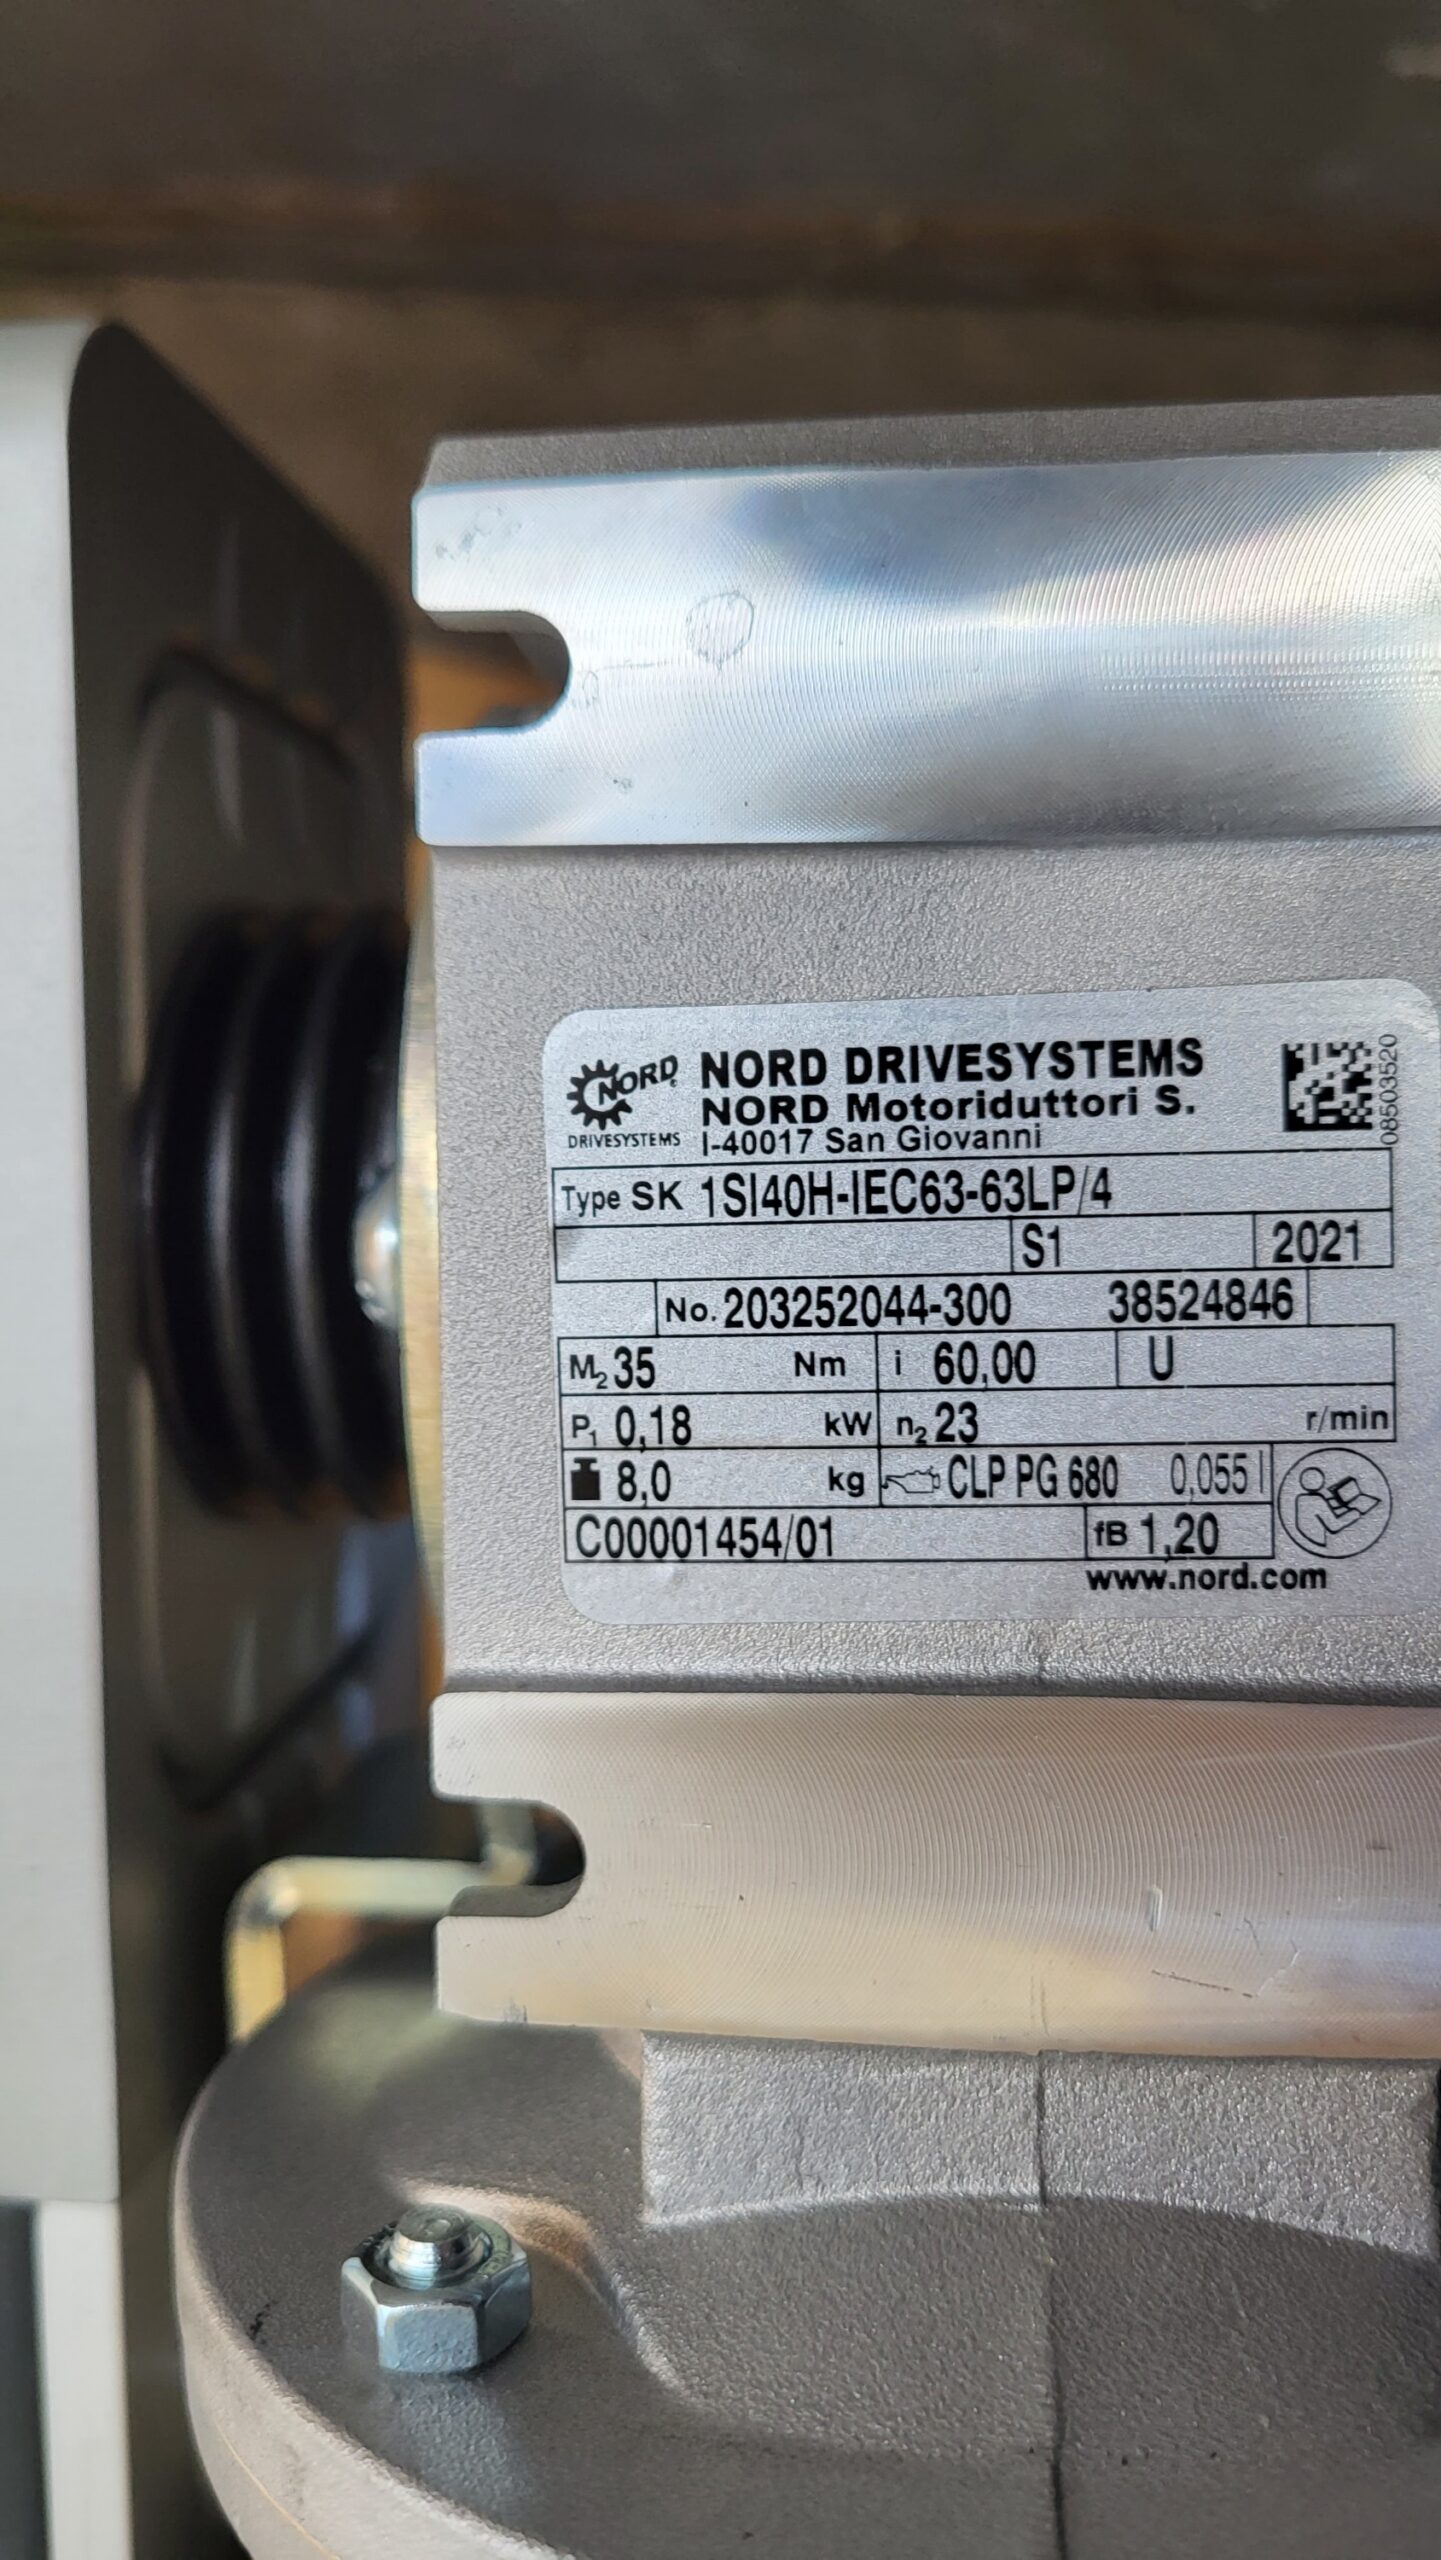 NORD DRIVESYSTEMS
NORD DRIVESYSTEMS
NORD Motoriduttori S.
I-40017 San Giovanni
08503520
Type SK 1SI40H-IEC63-63LP/4
S1 2021
No. 203252044-300 38524846
M2 35 Nm i 60,00 U
P1 0,18 kW n2 23 r/min
8,0 kg CLP PG 680 0,055 l
C00001454/01 fB 1,20
www.nord.com